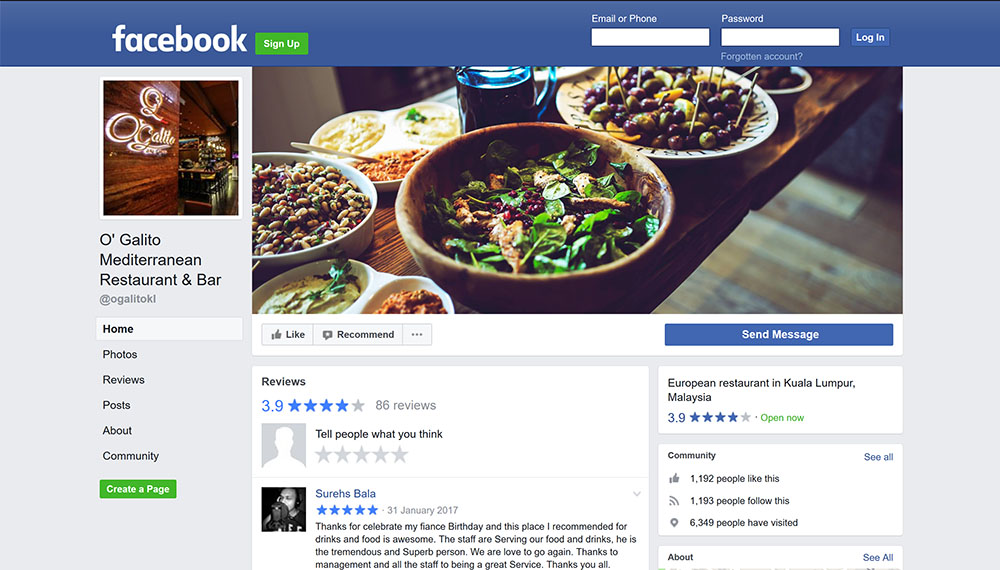 facebook
Sign Up
Email or Phone
Password
Log In
Forgotten account?
O'Galito
O' Galito
Mediterranean
Restaurant & Bar
@ogalitokl
Home
Photos
Reviews
Posts
About
Community
Create a Page
Like
Recommend
Send Message
Reviews
3.9
86 reviews
Tell people what you think
Surehs Bala
· 31 January 2017
Thanks for celebrate my fiance Birthday and this place I recommended for
drinks and food is awesome. The staff are Serving our food and drinks, he is
the tremendous and Superb person. We are love to go again. Thanks to
management and all the staff to being a great Service. Thanks You all.
European restaurant in Kuala Lumpur,
Malaysia
3.9 · Open now
Community
See all
1,192 people like this
1,193 people follow this
6,349 people have visited
About
See All